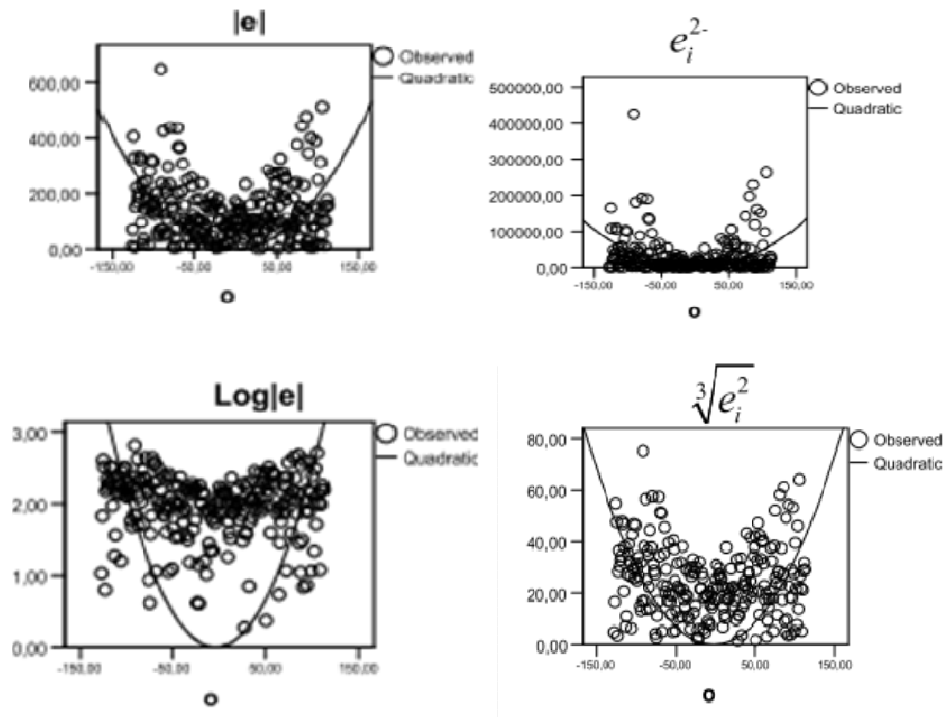 |e|
Observed
Quadratic
600,00
400,00
200,00
0,00
-150,00 -50,00 50,00 150,00
o
e_i^2-
Observed
Quadratic
500000,00
400000,00
300000,00
200000,00
100000,00
0,00
-150,00 -50,00 50,00 150,00
o
Log|e|
Observed
Quadratic
3,00
2,00
1,00
0,00
-150,00 -50,00 50,00 150,00
o
∛e_i^2
Observed
Quadratic
80,00
60,00
40,00
20,00
0,00
-150,00 -50,00 50,00 150,00
o